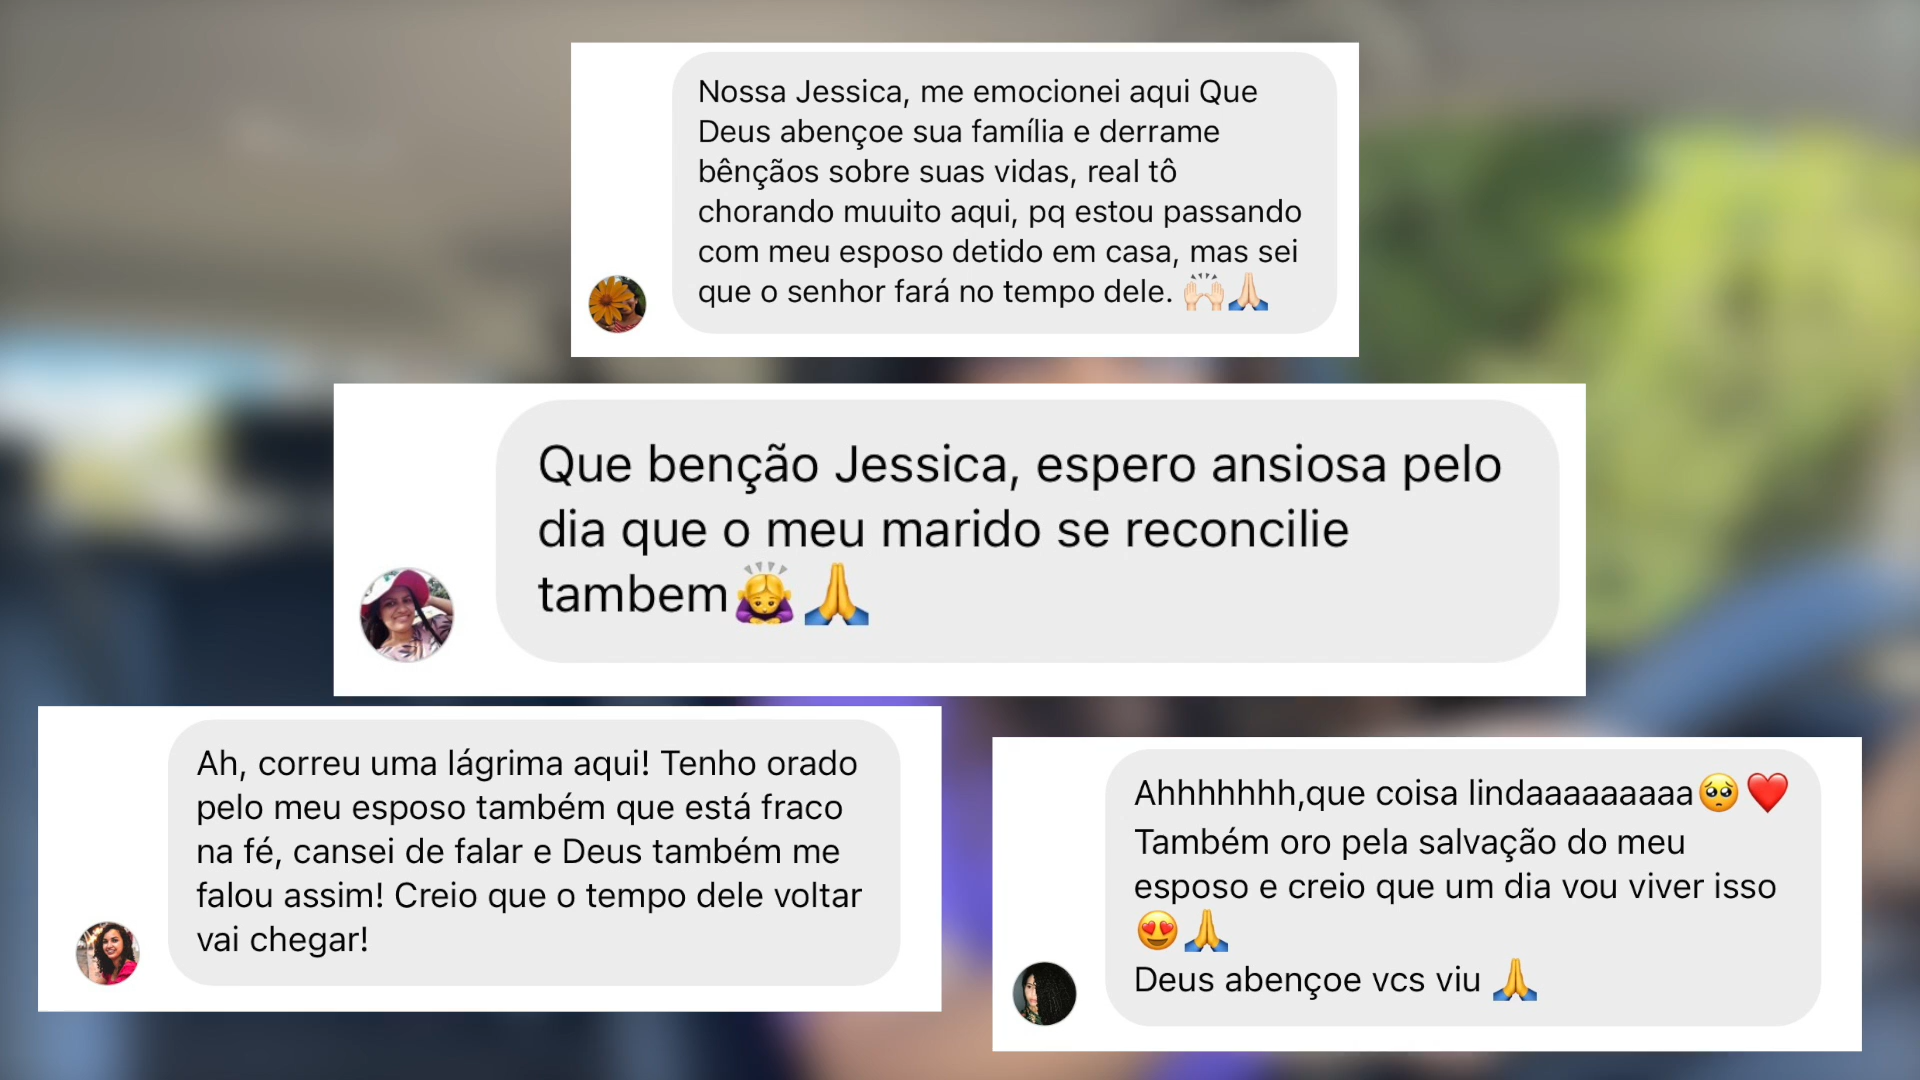 Nossa Jessica, me emocionei aqui Que
Deus abençoe sua família e derrame
bênçãos sobre suas vidas, real tô
chorando muuito aqui, pq estou passando
com meu esposo detido em casa, mas sei
que o senhor fará no tempo dele. 🙌🏻🙏🏻
Que benção Jessica, espero ansiosa pelo
dia que o meu marido se reconcilie
tambem🙇‍♀️🙏
Ah, correu uma lágrima aqui! Tenho orado
pelo meu esposo também que está fraco
na fé, cansei de falar e Deus também me
falou assim! Creio que o tempo dele voltar
vai chegar!
Ahhhhhhh,que coisa lindaaaaaaaaa🥺❤️
Também oro pela salvação do meu
esposo e creio que um dia vou viver isso
😍🙏
Deus abençoe vcs viu 🙏